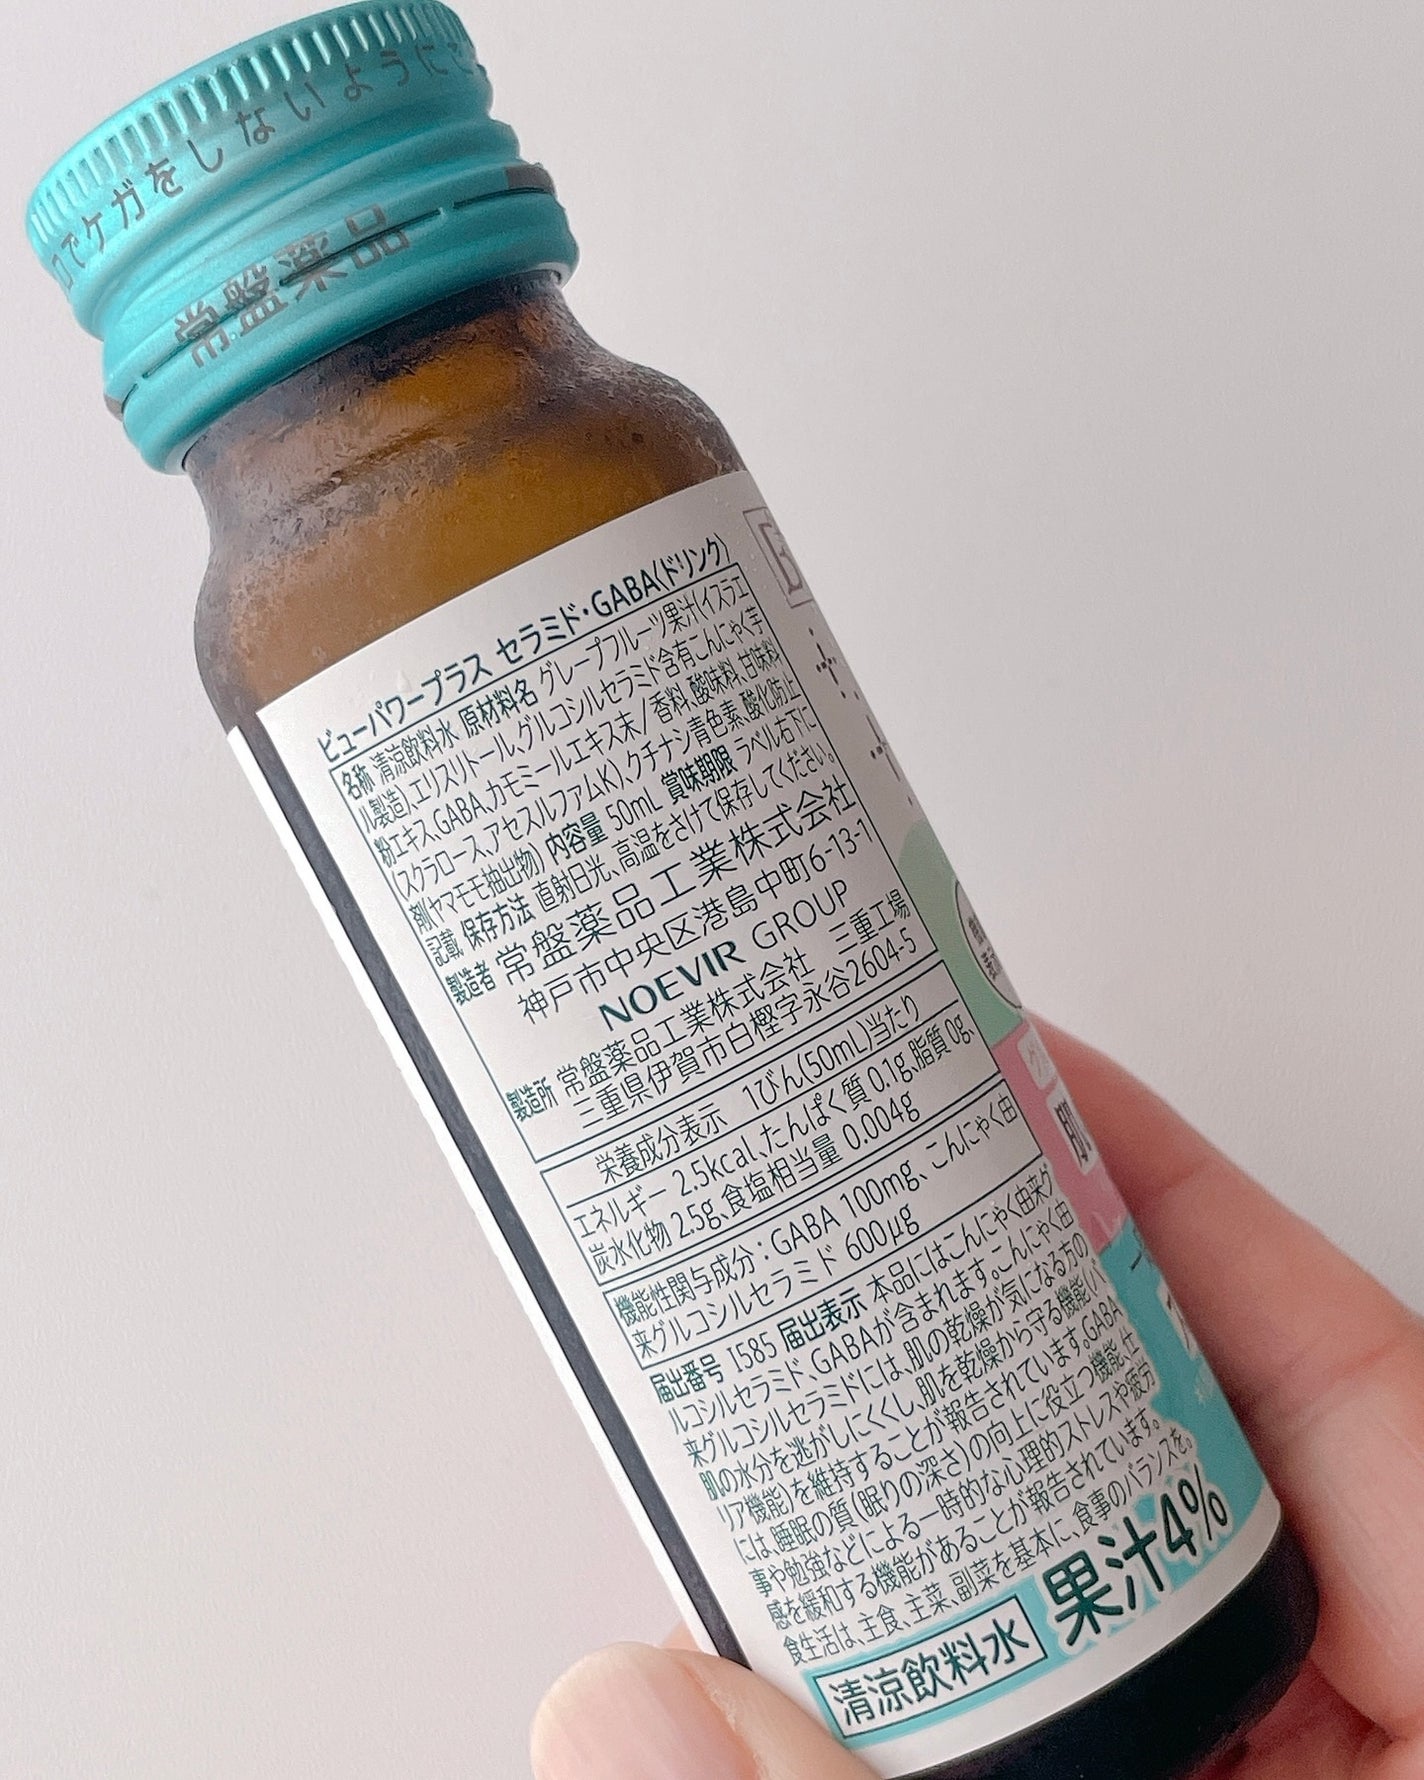 口でケガをしないように
常盤薬品
ビューパワープラス セラミド・GABA〈ドリンク〉
名称 清涼飲料水 原材料名 グレープフルーツ果汁(イスラエ
ル製造)、エリスリトール、グルコシルセラミド含有こんにゃく芋
粉エキス、GABA、カモミールエキス末/香料、酸味料、甘味料
(スクラロース、アセスルファムK)、クチナシ青色素、酸化防止
剤(ヤマモモ抽出物) 内容量 50mL 賞味期限 ラベル右下に
記載 保存方法 直射日光、高温をさけて保存してください。
製造者 常盤薬品工業株式会社
神戸市中央区港島中町6-13-1
NOEVIR GROUP
製造所 常盤薬品工業株式会社 三重工場
三重県伊賀市白樫字永谷2604-5
栄養成分表示 1びん(50mL)当たり
エネルギー 2.5kcal、たんぱく質 0.1g、脂質 0g、
炭水化物 2.5g、食塩相当量 0.004g
機能性関与成分:GABA 100mg、こんにゃく由
来グルコシルセラミド 600μg
届出番号 I585 届出表示 本品にはこんにゃく由来グ
ルコシルセラミド、GABAが含まれます。こんにゃく由
来グルコシルセラミドには、肌の乾燥が気になる方の
肌の水分を逃がしにくくし、肌を乾燥から守る機能(バ
リア機能)を維持することが報告されています。GABA
には、睡眠の質(眠りの深さ)の向上に役立つ機能、仕
事や勉強などによる一時的な心理的ストレスや疲労
感を緩和する機能があることが報告されています。
食生活は、主食、主菜、副菜を基本に、食事のバランスを。
清涼飲料水 果汁4%
肌